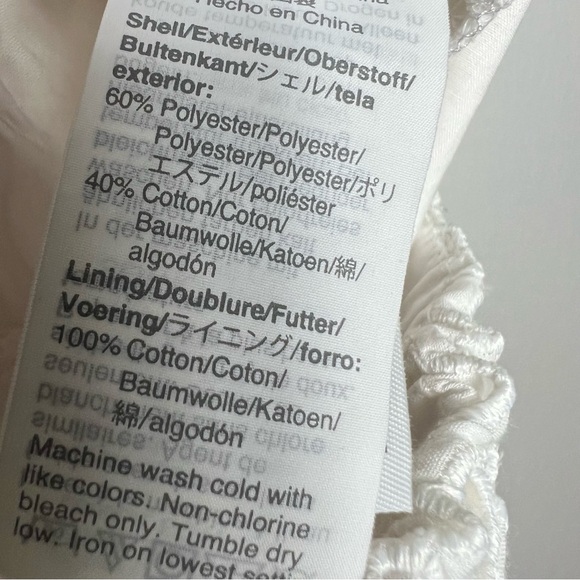 Hecho en China
Shell/Extérieur/Oberstoff/
Buitenkant/シェル/tela
exterior:
60% Polyester/Polyester/
Polyester/Polyester/ポリ
エステル/poliéster
40% Cotton/Coton/
Baumwolle/Katoen/綿/
algodón
Lining/Doublure/Futter/
Voering/ライニング/forro:
100% Cotton/Coton/
Baumwolle/Katoen/
綿/algodón
Machine wash cold with
like colors. Non-chlorine
bleach only. Tumble dry
low. Iron on lowest